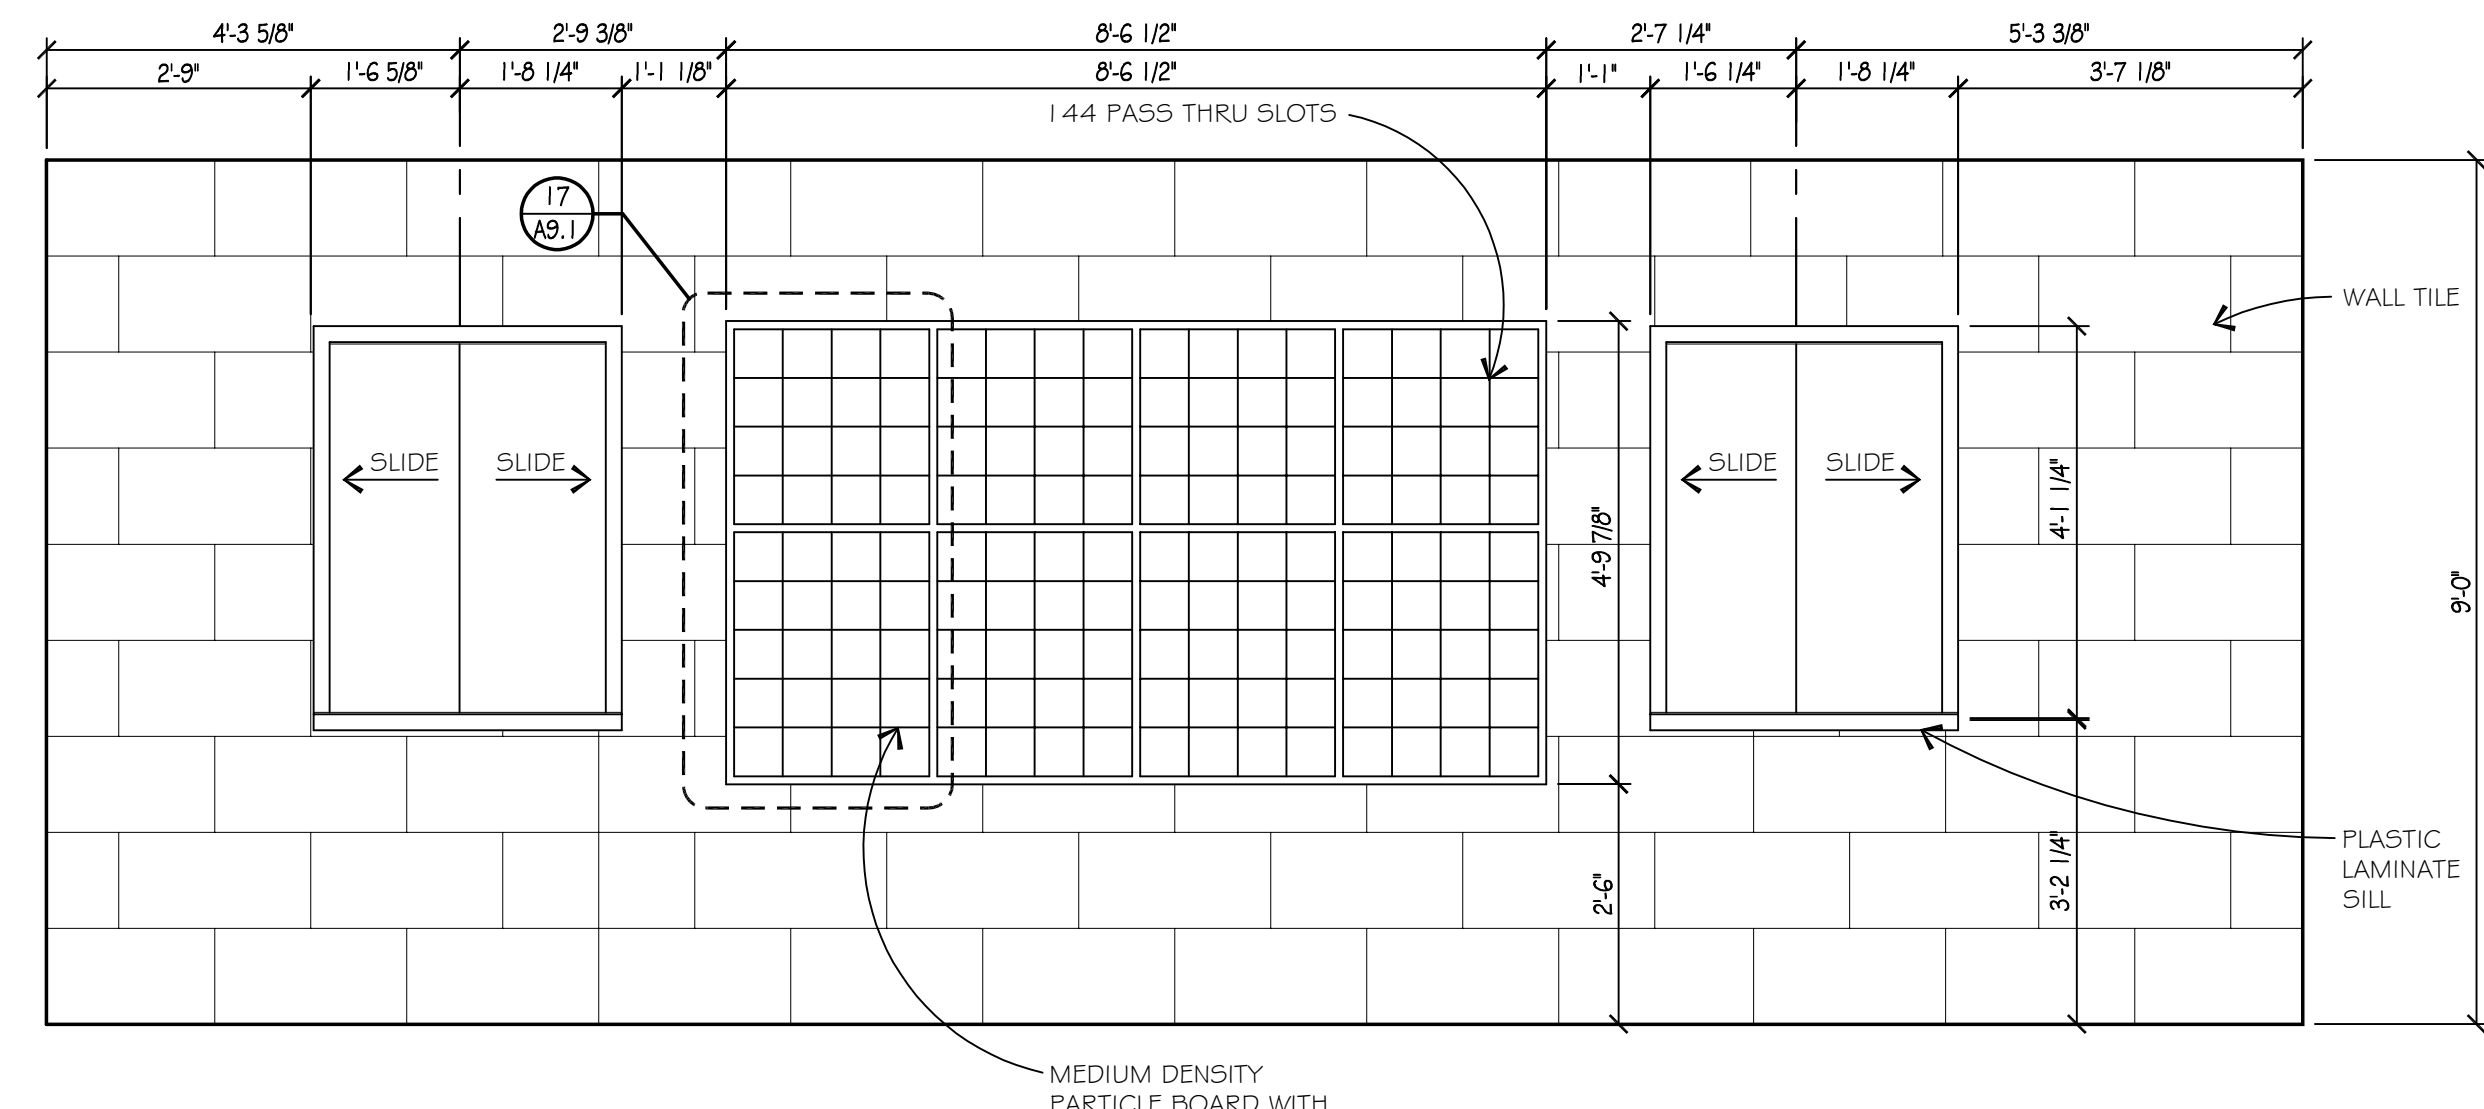 4'-3 5/8" 2'-9 3/8" 8'-6 1/2" 2'-7 1/4" 5'-3 3/8"
2'-9" 1'-6 5/8" 1'-8 1/4" 1'-1 1/8" 8'-6 1/2" 1'-1" 1'-6 1/4" 1'-8 1/4" 3'-7 1/8"
144 PASS THRU SLOTS
17
A9.1
WALL TILE
SLIDE SLIDE
SLIDE SLIDE
4'-9 7/8"
4'-1 1/4"
9'-0"
2'-6"
3'-2 1/4"
PLASTIC
LAMINATE
SILL
MEDIUM DENSITY
PARTICLE BOARD WITH